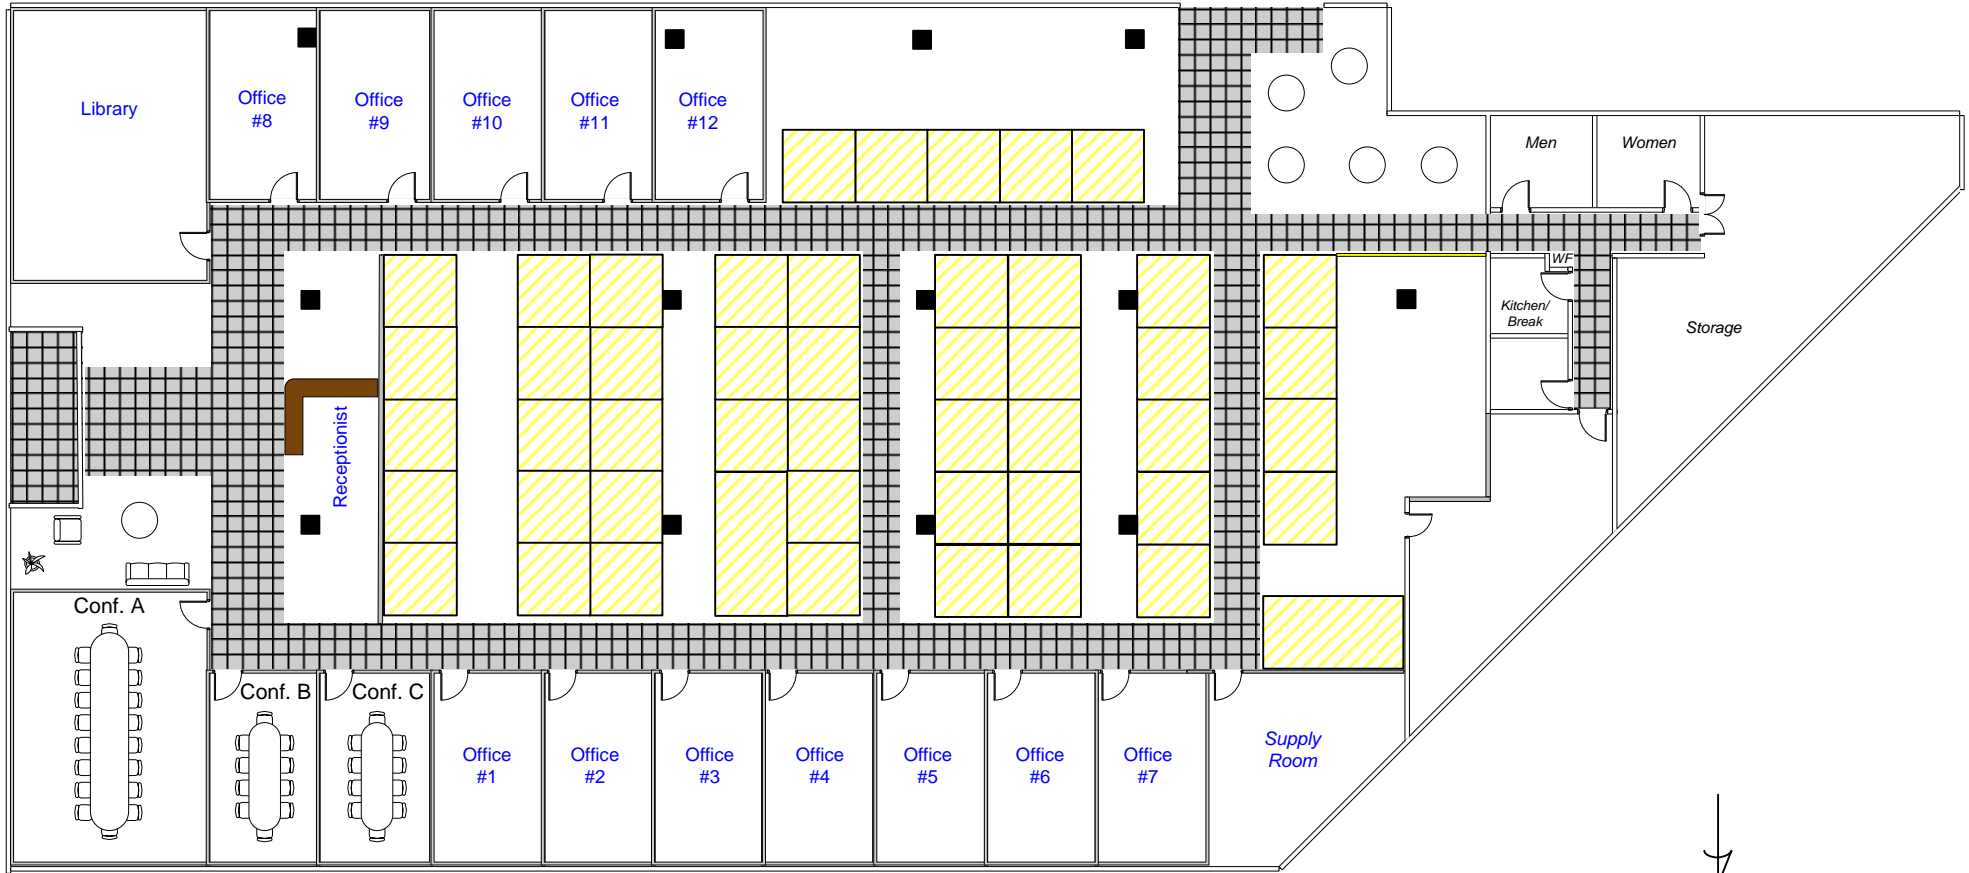 Library
Office
#8
Office
#9
Office
#10
Office
#11
Office
#12
Men
Women
WF
Kitchen/
Break
Storage
Receptionist
Conf. A
Conf. B
Conf. C
Office
#1
Office
#2
Office
#3
Office
#4
Office
#5
Office
#6
Office
#7
Supply
Room